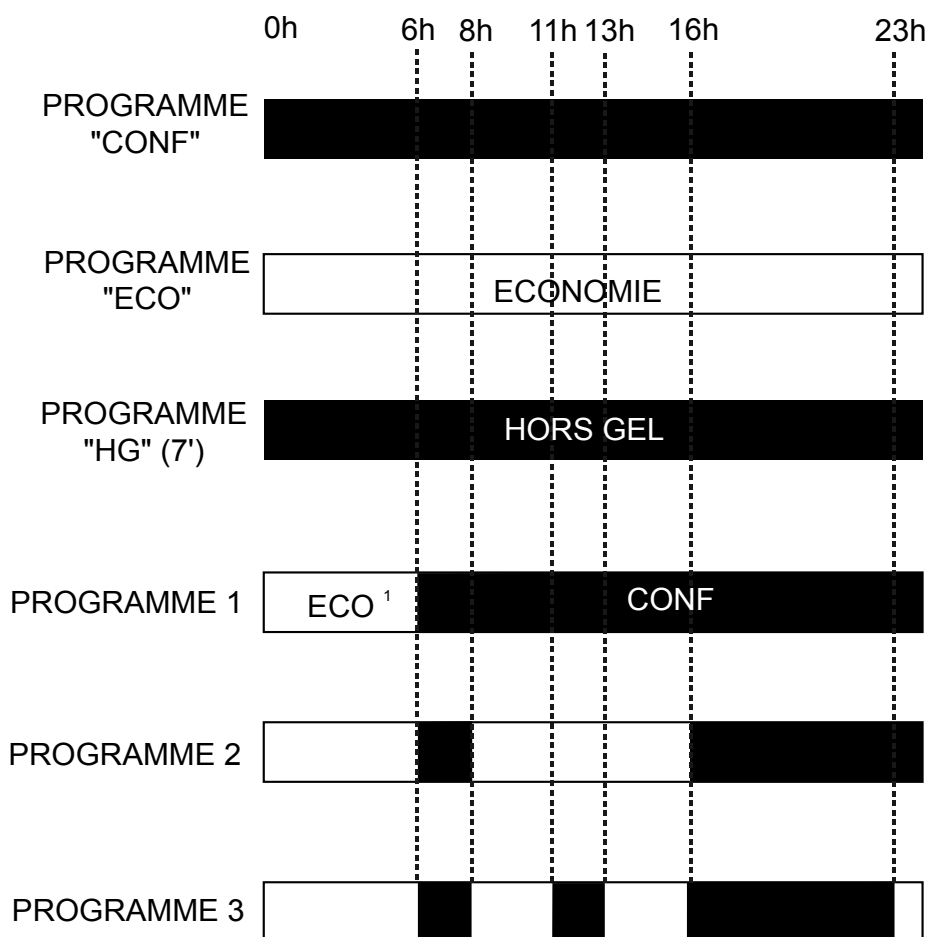 0h 6h 8h 11h 13h 16h 23h
PROGRAMME
"CONF"
PROGRAMME
"ECO"
ECONOMIE
PROGRAMME
"HG" (7')
HORS GEL
PROGRAMME 1
ECO ¹
CONF
PROGRAMME 2
PROGRAMME 3